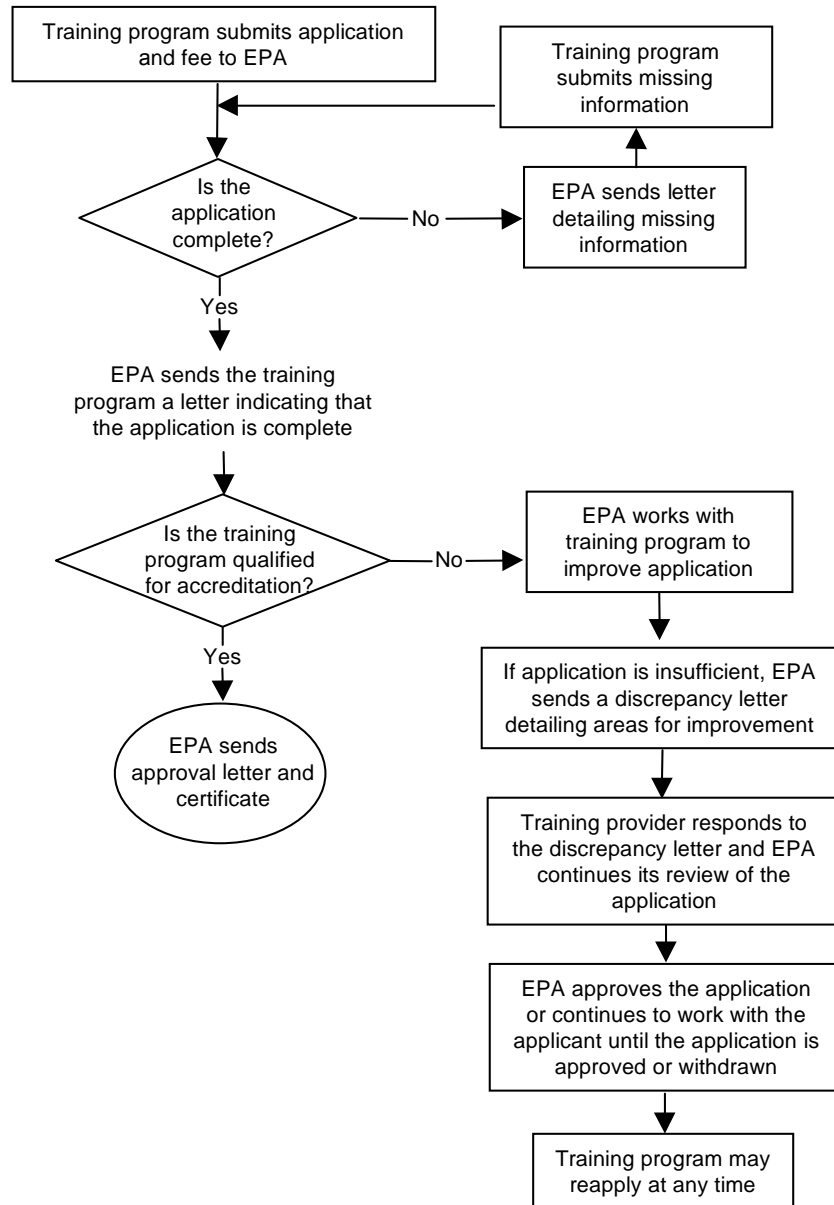 Training program submits application
and fee to EPA
Training program
submits missing
information
Is the
application
complete?
No
EPA sends letter
detailing missing
information
Yes
EPA sends the training
program a letter indicating that
the application is complete
Is the training
program qualified
for accreditation?
No
EPA works with
training program to
improve application
Yes
EPA sends
approval letter and
certificate
If application is insufficient, EPA
sends a discrepancy letter
detailing areas for improvement
Training provider responds to
the discrepancy letter and EPA
continues its review of the
application
EPA approves the application
or continues to work with the
applicant until the application is
approved or withdrawn
Training program may
reapply at any time